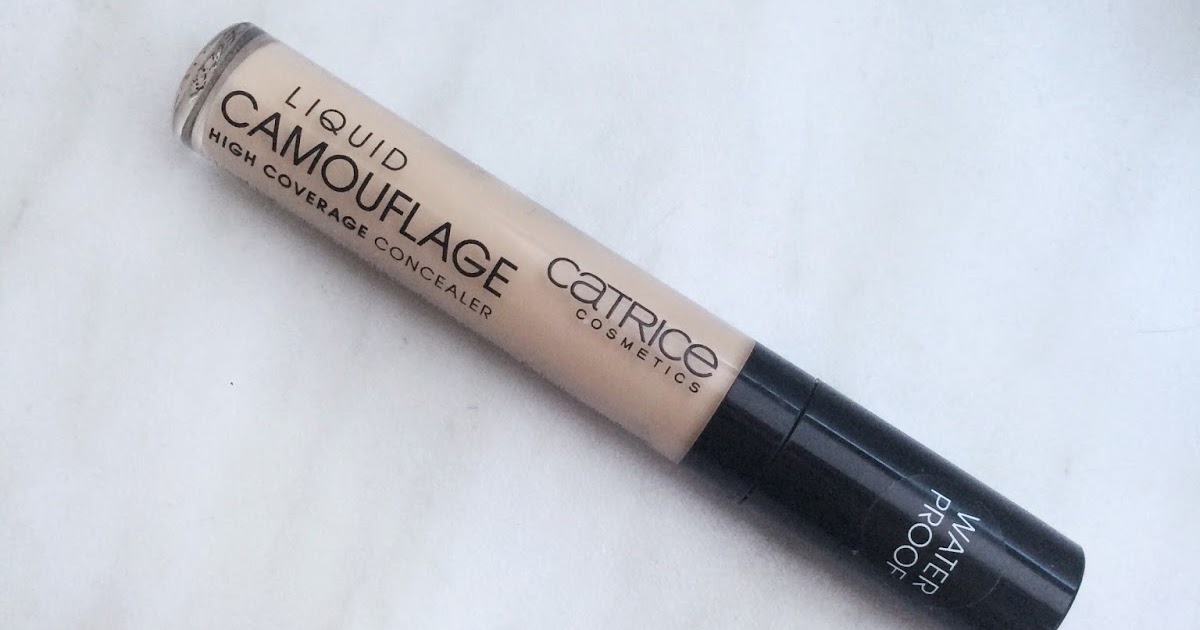 LIQUID
CAMOUFLAGE
HIGH COVERAGE CONCEALER
CATRICE
COSMETICS
WATER
PROOF